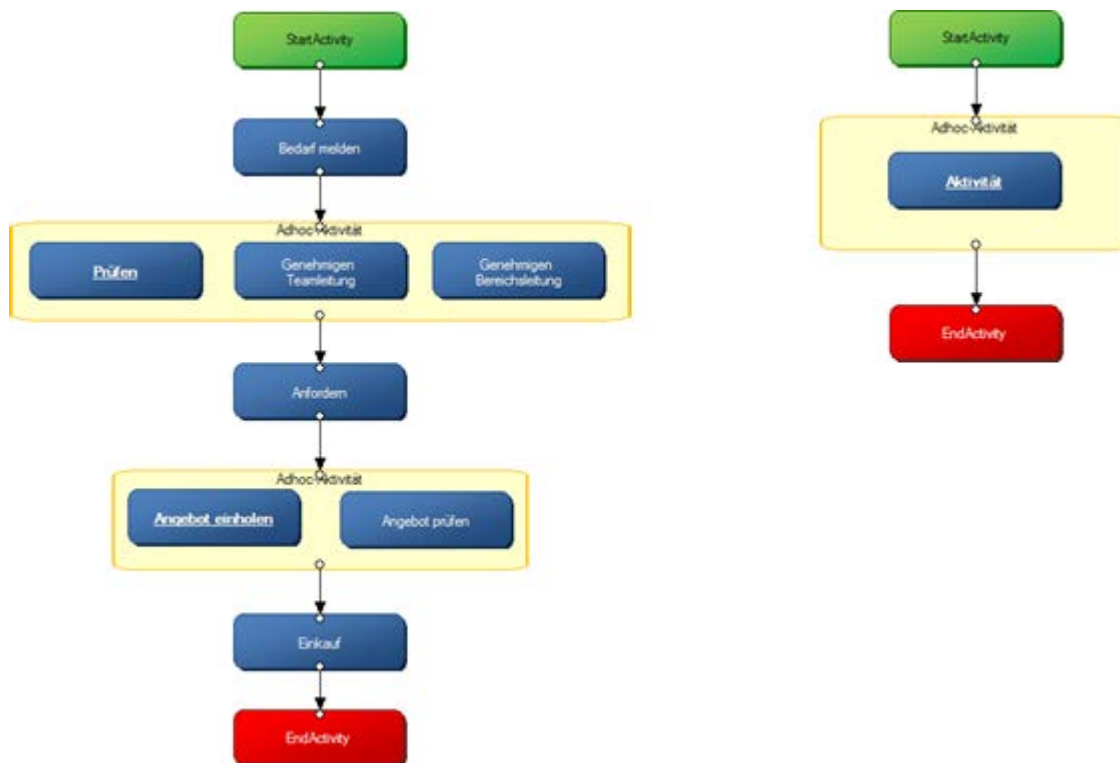 StartActivity
Bedarf melden
Adhoc-Aktivität
Prüfen
Genehmigen
Teamleitung
Genehmigen
Bereichsleitung
Anfordern
Adhoc-Aktivität
Angebot einholen
Angebot prüfen
Einkauf
EndActivity
StartActivity
Adhoc-Aktivität
Aktivität
EndActivity